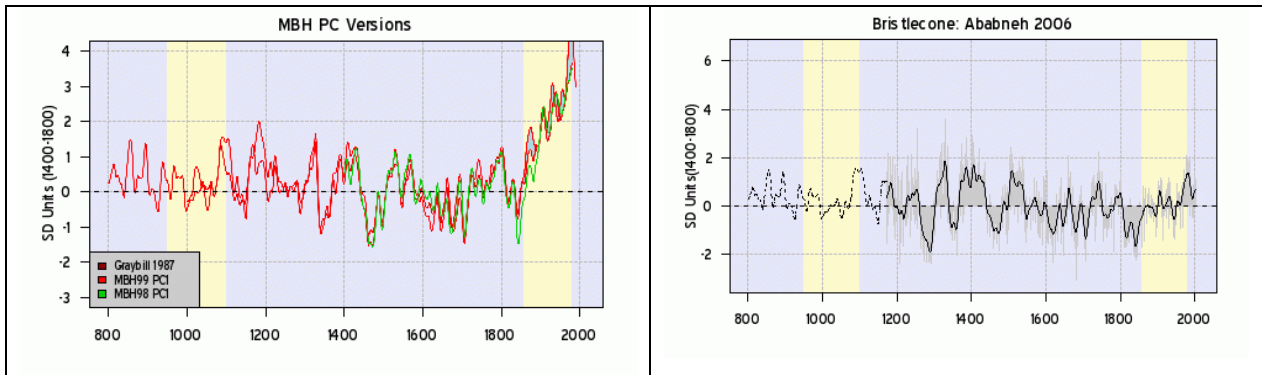 MBH PC Versions
SD Units (1400-1800)
4
3
2
1
0
-1
-2
-3
Graybill 1987
MBH99 PC1
MBH98 PC1
800 1000 1200 1400 1600 1800 2000
Bristlecone: Ababneh 2006
SD Units(1400-1800)
6
4
2
0
-2
800 1000 1200 1400 1600 1800 2000